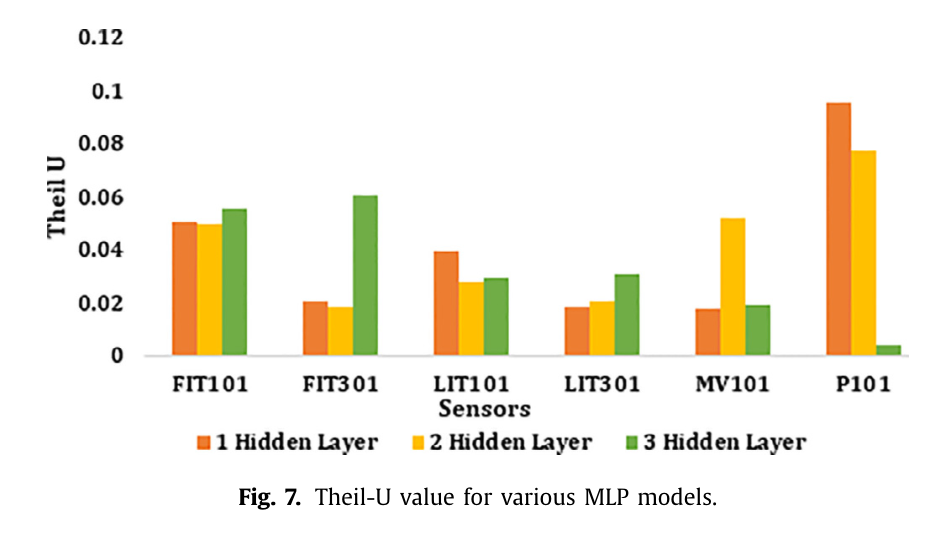 0.12
0.1
0.08
0.06
0.04
0.02
0
Theil U
FIT101 FIT301 LIT101 LIT301 MV101 P101
Sensors
1 Hidden Layer 2 Hidden Layer 3 Hidden Layer
Fig. 7. Theil-U value for various MLP models.